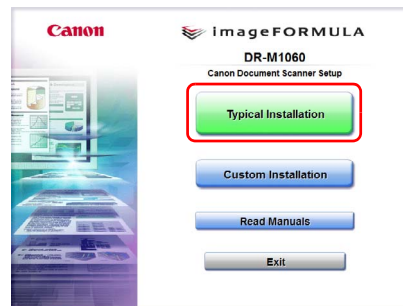 Canon
imageFORMULA
DR-M1060
Canon Document Scanner Setup
Typical Installation
Custom Installation
Read Manuals
Exit